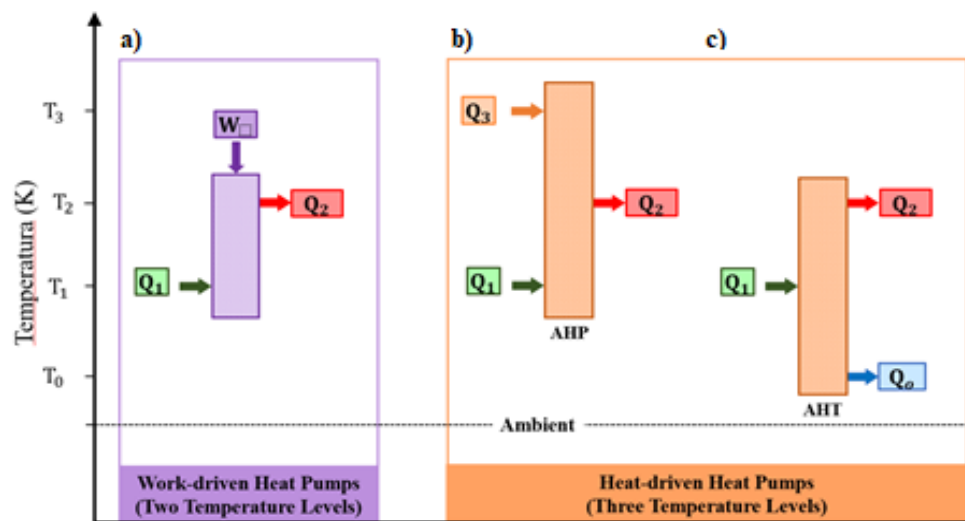 a)
b)
c)
Temperatura (K)
T₃
T₂
T₁
T₀
W□
Q₂
Q₁
Q₃
Q₂
Q₁
AHP
Q₂
Q₁
Qₒ
AHT
Ambient
Work-driven Heat Pumps
(Two Temperature Levels)
Heat-driven Heat Pumps
(Three Temperature Levels)